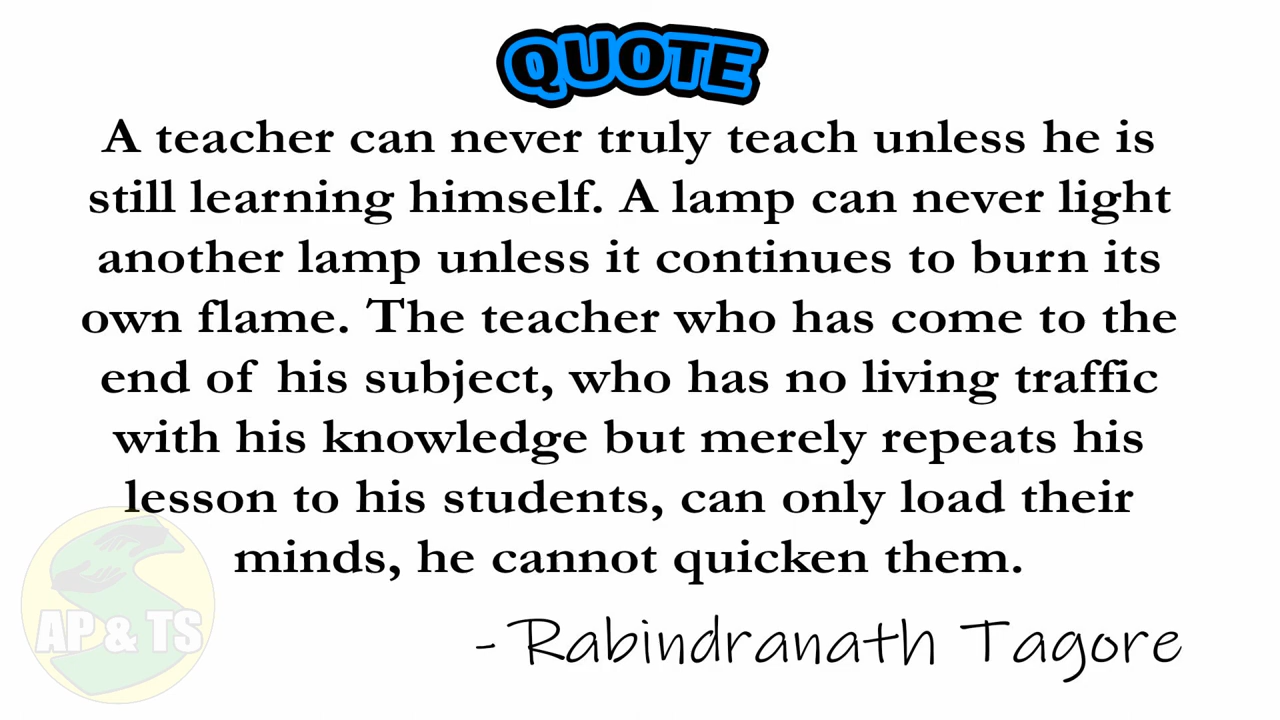 QUOTE
A teacher can never truly teach unless he is
still learning himself. A lamp can never light
another lamp unless it continues to burn its
own flame. The teacher who has come to the
end of his subject, who has no living traffic
with his knowledge but merely repeats his
lesson to his students, can only load their
minds, he cannot quicken them.
- Rabindranath Tagore
AP & TS